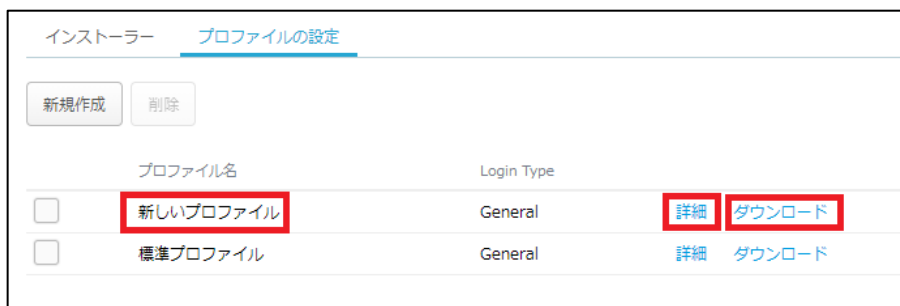 インストーラー プロファイルの設定
新規作成 削除
プロファイル名 Login Type
新しいプロファイル General 詳細 ダウンロード
標準プロファイル General 詳細 ダウンロード